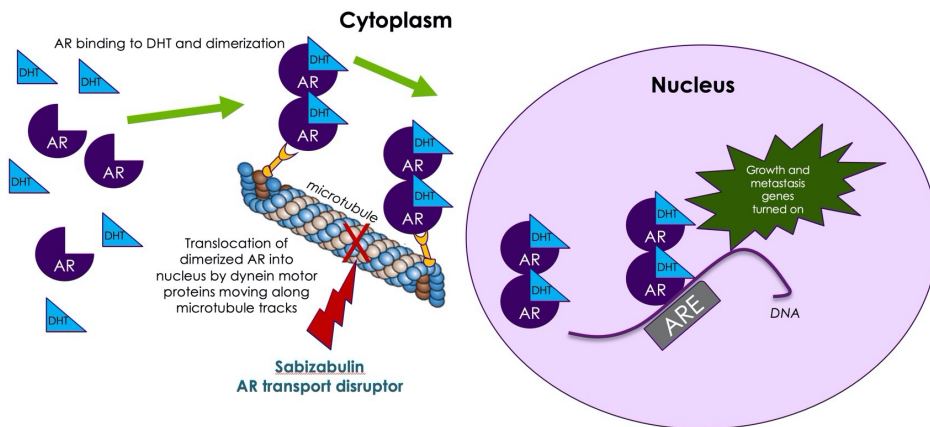 Cytoplasm
AR binding to DHT and dimerization
DHT
DHT
AR
AR
DHT
AR
DHT
DHT
DHT
AR
DHT
AR
DHT
AR
DHT
AR
microtubule
Translocation of
dimerized AR into
nucleus by dynein motor
proteins moving along
microtubule tracks
Sabizabulin
AR transport disruptor
Nucleus
Growth and
metastasis
genes
turned on
DHT
AR
DHT
AR
DHT
AR
DHT
AR
ARE
DNA